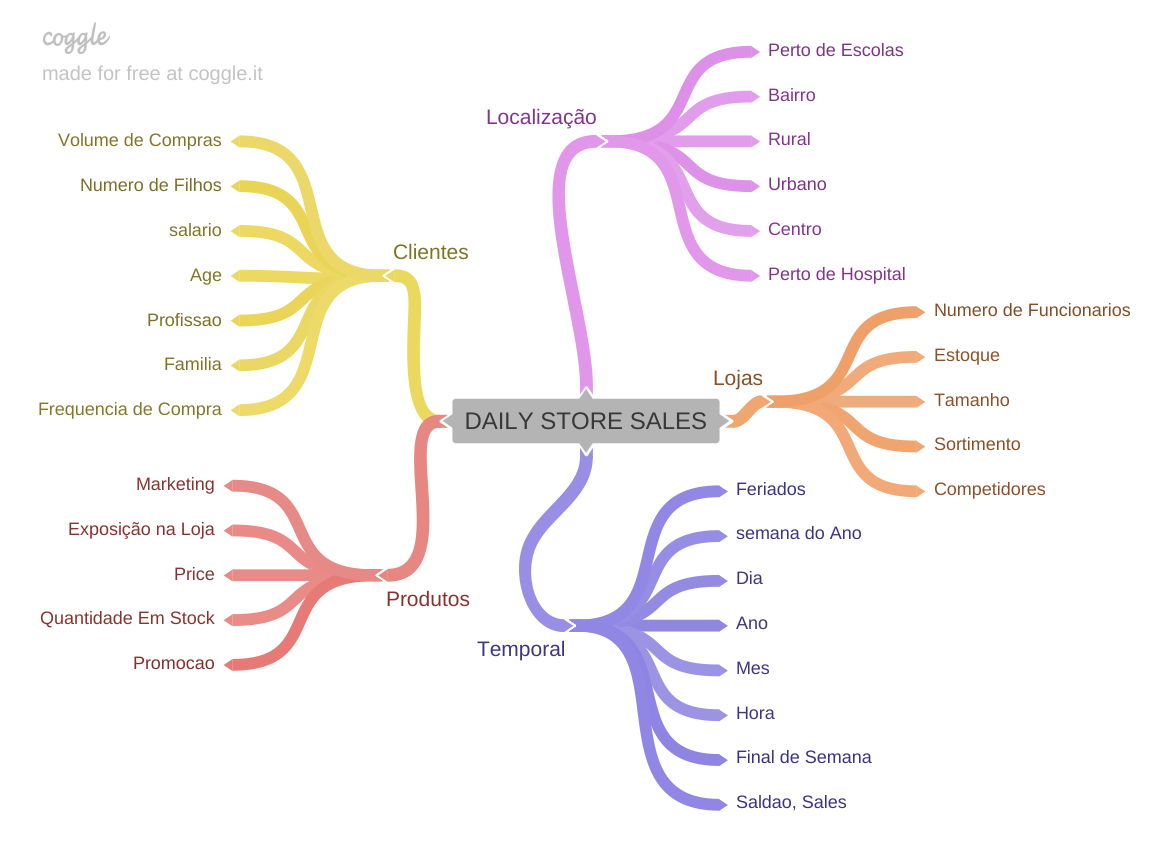 coggle
made for free at coggle.it
Localização
Perto de Escolas
Bairro
Rural
Urbano
Centro
Perto de Hospital
Clientes
Volume de Compras
Numero de Filhos
salario
Age
Profissao
Familia
Frequencia de Compra
DAILY STORE SALES
Lojas
Numero de Funcionarios
Estoque
Tamanho
Sortimento
Competidores
Produtos
Marketing
Exposição na Loja
Price
Quantidade Em Stock
Promocao
Temporal
Feriados
semana do Ano
Dia
Ano
Mes
Hora
Final de Semana
Saldao, Sales